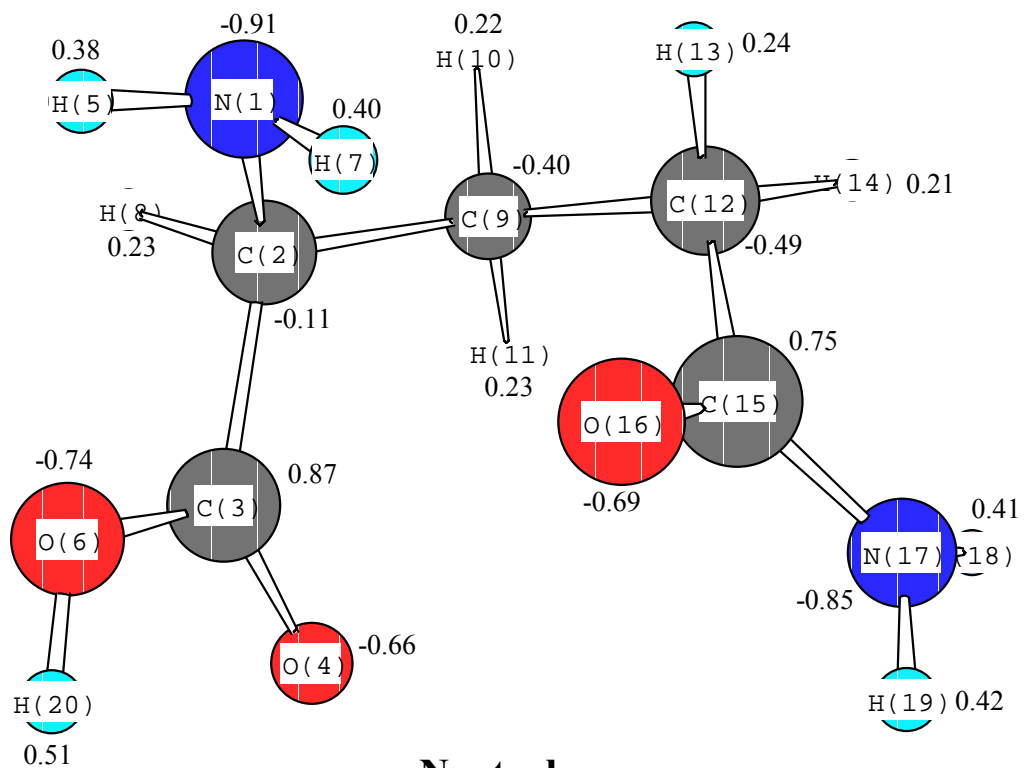 -0.91
0.22
0.38
H(10)
H(13)
0.24
H(5)
N(1)
0.40
H(7)
-0.40
H(14)
0.21
H(8)
C(9)
C(12)
0.23
C(2)
-0.49
-0.11
H(11)
0.75
0.23
C(15)
O(16)
-0.74
0.87
-0.69
C(3)
0.41
O(6)
N(17)
(18)
-0.85
-0.66
O(4)
H(20)
H(19)
0.42
0.51